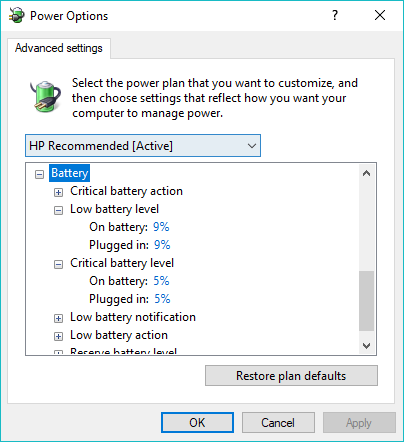 Power Options
Advanced settings
Select the power plan that you want to customize, and
then choose settings that reflect how you want your
computer to manage power.
HP Recommended [Active]
Battery
Critical battery action
Low battery level
On battery: 9%
Plugged in: 9%
Critical battery level
On battery: 5%
Plugged in: 5%
Low battery notification
Low battery action
Reserve battery level
Restore plan defaults
OK
Cancel
Apply